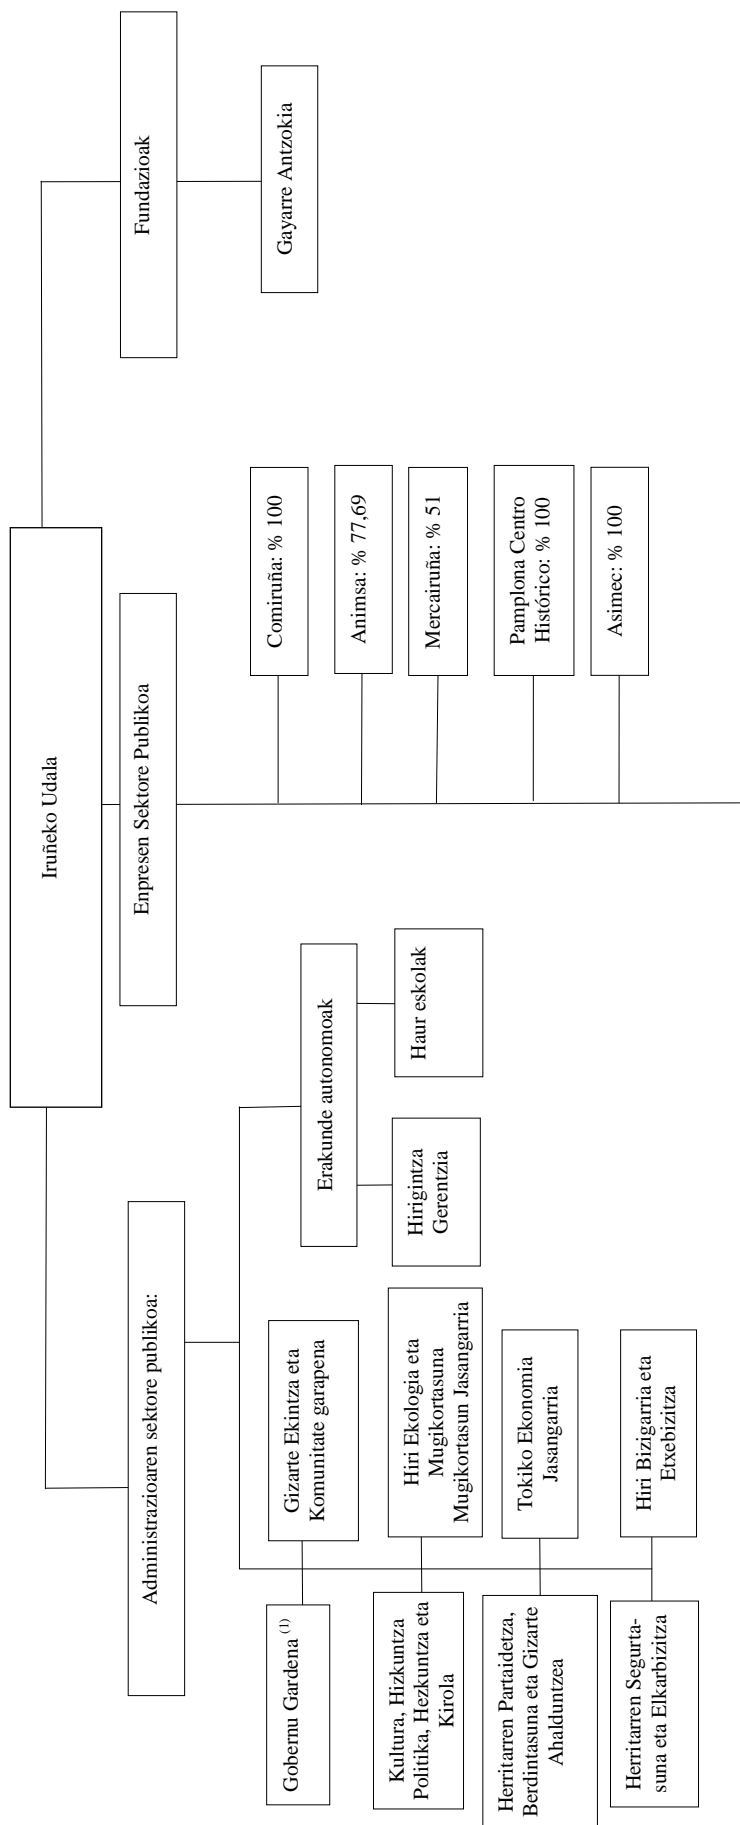 Iruñeko Udala
Administrazioaren sektore publikoa:
Enpresen Sektore Publikoa
Fundazioak
Gobernu Gardena (1)
Gizarte Ekintza eta
Komunitate garapena
Kultura, Hizkuntza
Politika, Hezkuntza eta
Kirola
Hiri Ekologia eta
Mugikortasuna
Mugikortasun Jasangarria
Herritarren Partaidetza,
Berdintasuna eta Gizarte
Ahalduntzea
Tokiko Ekonomia
Jasangarria
Herritarren Segurta-
suna eta Elkarbizitza
Hiri Bizigarria eta
Etxebizitza
Erakunde autonomoak
Hirigintza
Gerentzia
Haur eskolak
Comiruña: % 100
Animsa: % 77,69
Mercairuña: % 51
Pamplona Centro
Histórico: % 100
Asimec: % 100
Gayarre Antzokia